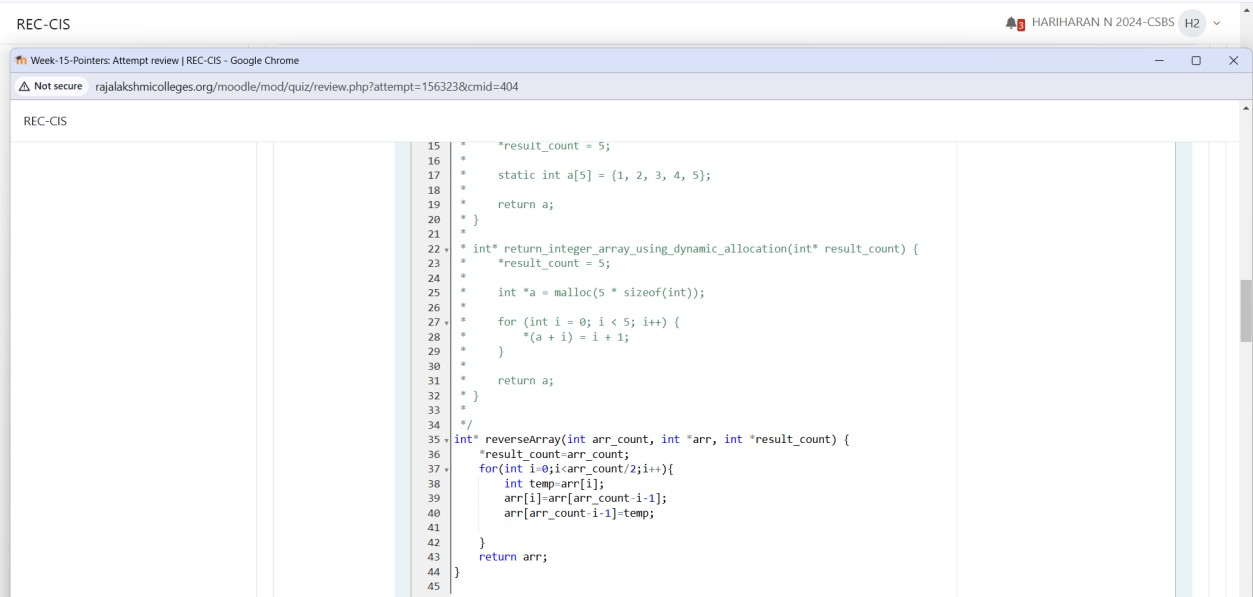 REC-CIS
3 HARIHARAN N 2024-CSBS H2
Week-15-Pointers: Attempt review | REC-CIS - Google Chrome
Not secure rajalakshmicolleges.org/moodle/mod/quiz/review.php?attempt=156323&cmid=404
REC-CIS
15 *     *result_count = 5;
16 *
17 *     static int a[5] = {1, 2, 3, 4, 5};
18 *
19 *     return a;
20 * }
21 *
22 * int* return_integer_array_using_dynamic_allocation(int* result_count) {
23 *     *result_count = 5;
24 *
25 *     int *a = malloc(5 * sizeof(int));
26 *
27 *     for (int i = 0; i < 5; i++) {
28 *         *(a + i) = i + 1;
29 *     }
30 *
31 *     return a;
32 * }
33 *
34 */
35 int* reverseArray(int arr_count, int *arr, int *result_count) {
36     *result_count=arr_count;
37     for(int i=0;i<arr_count/2;i++){
38         int temp=arr[i];
39         arr[i]=arr[arr_count-i-1];
40         arr[arr_count-i-1]=temp;
41
42     }
43     return arr;
44 }
45